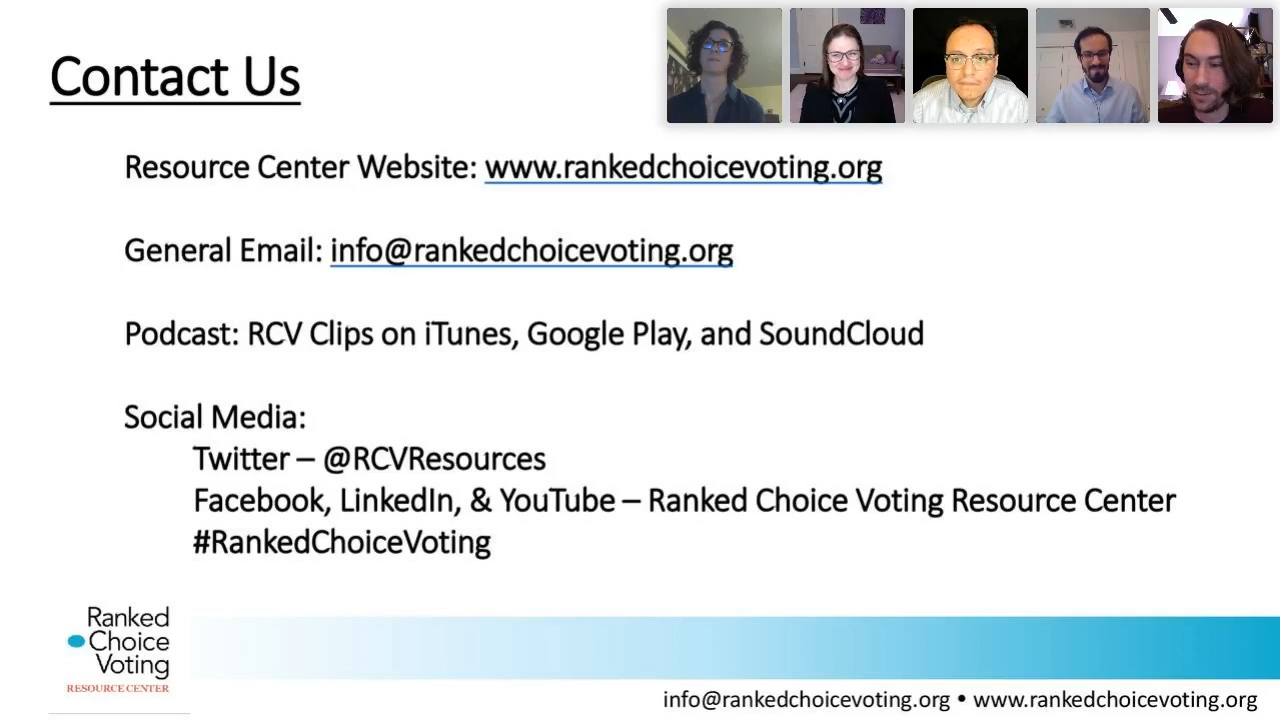 Contact Us
Resource Center Website: www.rankedchoicevoting.org
General Email: info@rankedchoicevoting.org
Podcast: RCV Clips on iTunes, Google Play, and SoundCloud
Social Media:
Twitter – @RCVResources
Facebook, LinkedIn, & YouTube – Ranked Choice Voting Resource Center
#RankedChoiceVoting
Ranked
Choice
Voting
RESOURCE CENTER
info@rankedchoicevoting.org • www.rankedchoicevoting.org